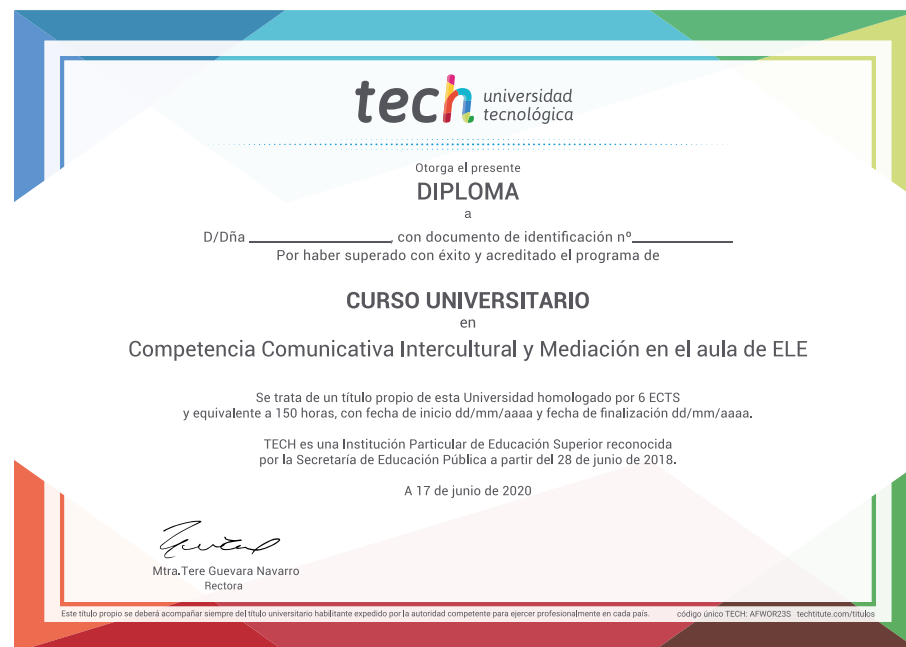 tech universidad
tecnológica
Otorga el presente
DIPLOMA
a
D/Dña ____________________, con documento de identificación nº______________
Por haber superado con éxito y acreditado el programa de
CURSO UNIVERSITARIO
en
Competencia Comunicativa Intercultural y Mediación en el aula de ELE
Se trata de un título propio de esta Universidad homologado por 6 ECTS
y equivalente a 150 horas, con fecha de inicio dd/mm/aaaa y fecha de finalización dd/mm/aaaa.
TECH es una Institución Particular de Educación Superior reconocida
por la Secretaría de Educación Pública a partir del 28 de junio de 2018.
A 17 de junio de 2020
Mtra.Tere Guevara Navarro
Rectora
Este título propio se deberá acompañar siempre del título universitario habilitante expedido por la autoridad competente para ejercer profesionalmente en cada país. código único TECH: AFWOR23S techtitute.com/titulos